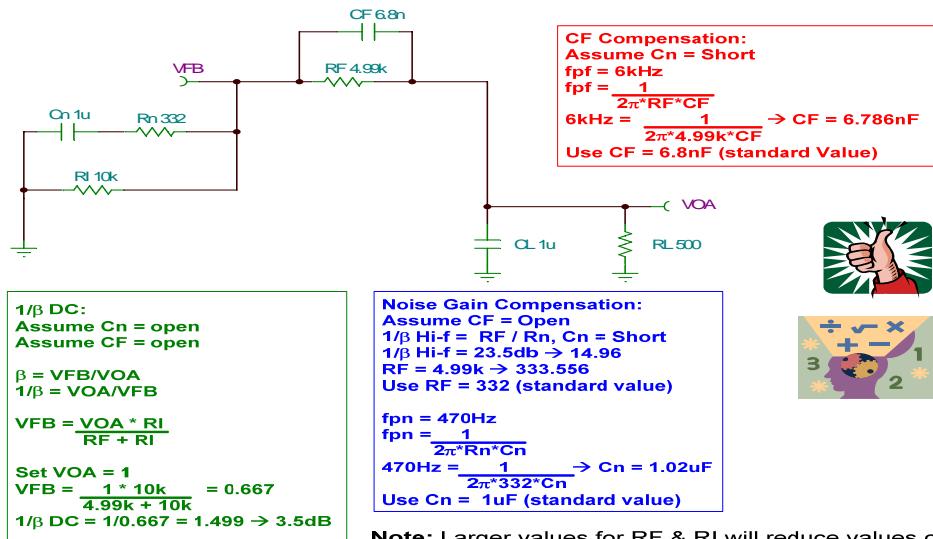 CF 6.8n
VFB
RF 4.99k
Cn 1u
Rn 332
RI 10k
VOA
CL 1u
RL 500
CF Compensation:
Assume Cn = Short
fpf = 6kHz
fpf = 1
2π*RF*CF
6kHz = 1 → CF = 6.786nF
2π*4.99k*CF
Use CF = 6.8nF (standard Value)
1/β DC:
Assume Cn = open
Assume CF = open
β = VFB/VOA
1/β = VOA/VFB
VFB = VOA * RI
RF + RI
Set VOA = 1
VFB = 1 * 10k = 0.667
4.99k + 10k
1/β DC = 1/0.667 = 1.499 → 3.5dB
Noise Gain Compensation:
Assume CF = Open
1/β Hi-f = RF / Rn, Cn = Short
1/β Hi-f = 23.5db → 14.96
RF = 4.99k → 333.556
Use RF = 332 (standard value)
fpn = 470Hz
fpn = 1
2π*Rn*Cn
470Hz = 1 → Cn = 1.02uF
2π*332*Cn
Use Cn = 1uF (standard value)
÷ √ ×
+ −
3 1
2
Note: Larger values for RF & RI will reduce values